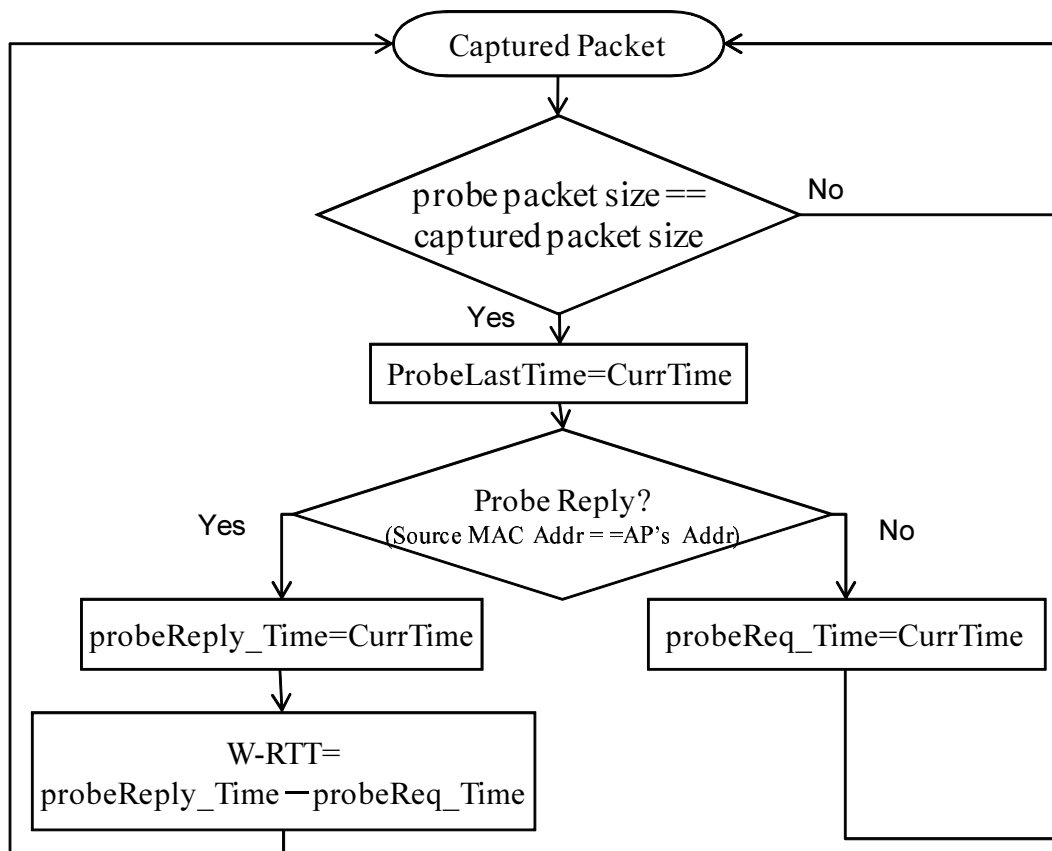 Captured Packet
probe packet size ==
captured packet size
No
Yes
ProbeLastTime=CurrTime
Probe Reply?
(Source MAC Addr = =AP's Addr)
Yes
No
probeReply_Time=CurrTime
probeReq_Time=CurrTime
W-RTT=
probeReply_Time－probeReq_Time